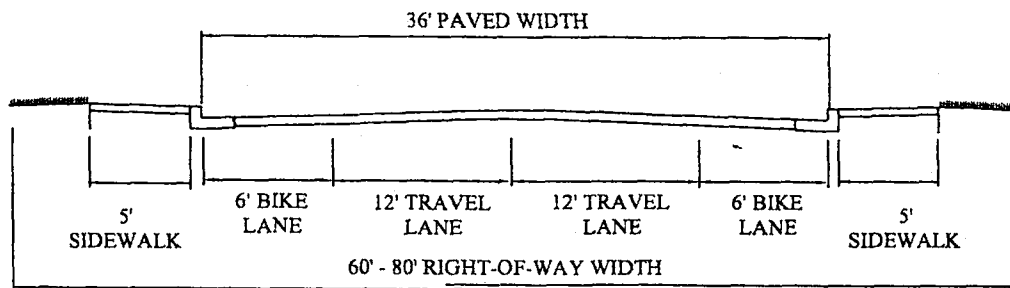 36' PAVED WIDTH
5'
SIDEWALK
6' BIKE
LANE
12' TRAVEL
LANE
12' TRAVEL
LANE
6' BIKE
LANE
5'
SIDEWALK
60' - 80' RIGHT-OF-WAY WIDTH